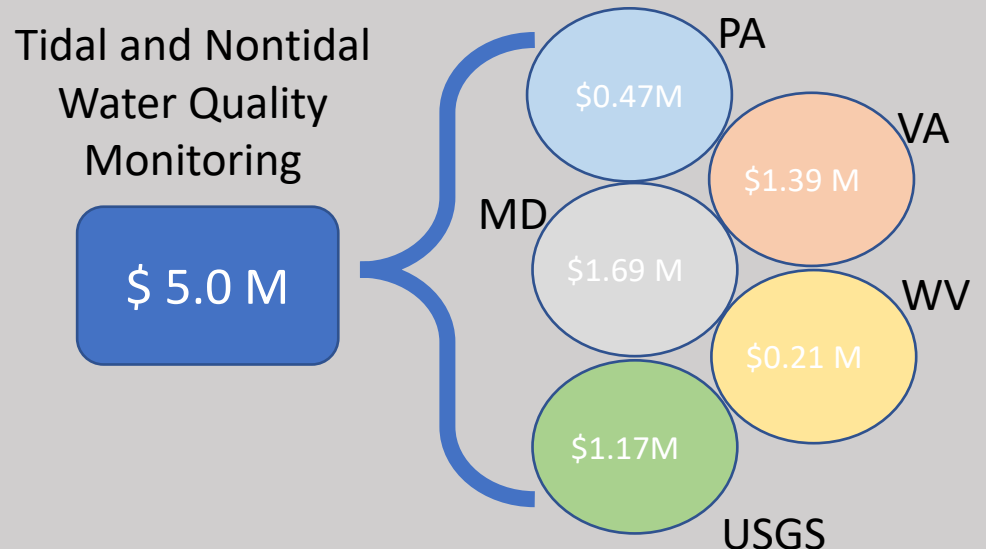 Tidal and Nontidal
Water Quality
Monitoring
$ 5.0 M
PA
$0.47M
VA
$1.39 M
MD
$1.69 M
WV
$0.21 M
$1.17M
USGS